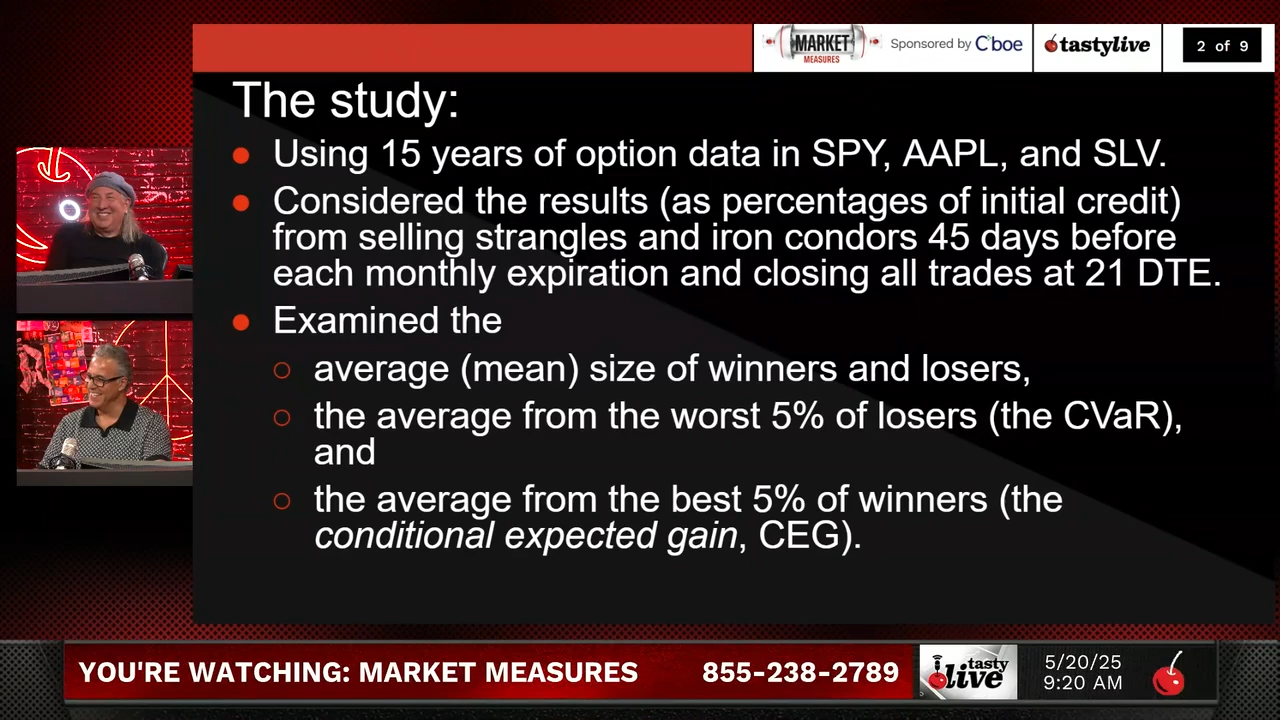 MARKET
MEASURES
Sponsored by Cboe
tastylive
2 of 9
The study:
Using 15 years of option data in SPY, AAPL, and SLV.
Considered the results (as percentages of initial credit)
from selling strangles and iron condors 45 days before
each monthly expiration and closing all trades at 21 DTE.
Examined the
average (mean) size of winners and losers,
the average from the worst 5% of losers (the CVaR),
and
the average from the best 5% of winners (the
conditional expected gain, CEG).
YOU'RE WATCHING: MARKET MEASURES
855-238-2789
tasty
live
5/20/25
9:20 AM